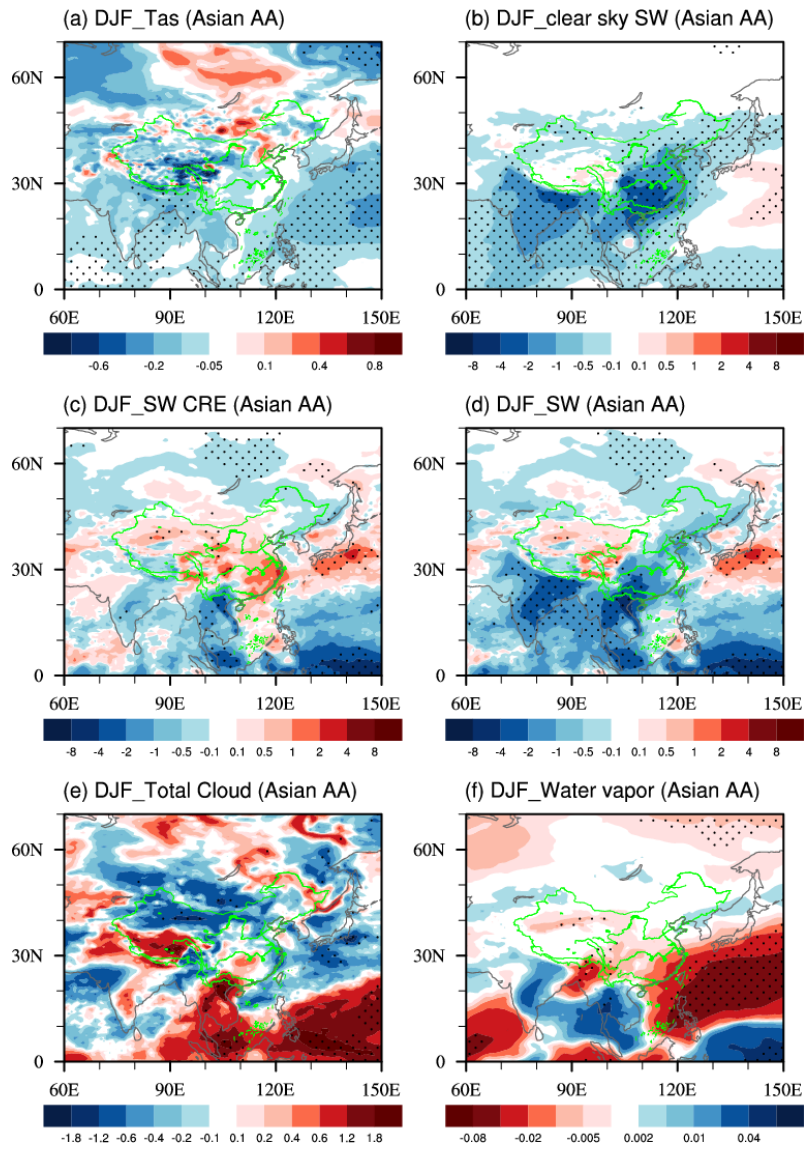 (a) DJF_Tas (Asian AA)
(b) DJF_clear sky SW (Asian AA)
60N
60N
30N
30N
0
0
60E 90E 120E 150E
60E 90E 120E 150E
-0.6 -0.2 -0.05 0.1 0.4 0.8
-8 -4 -2 -1 -0.5 -0.1 0.1 0.5 1 2 4 8
(c) DJF_SW CRE (Asian AA)
(d) DJF_SW (Asian AA)
60N
60N
30N
30N
0
0
60E 90E 120E 150E
60E 90E 120E 150E
-8 -4 -2 -1 -0.5 -0.1 0.1 0.5 1 2 4 8
-8 -4 -2 -1 -0.5 -0.1 0.1 0.5 1 2 4 8
(e) DJF_Total Cloud (Asian AA)
(f) DJF_Water vapor (Asian AA)
60N
60N
30N
30N
0
0
60E 90E 120E 150E
60E 90E 120E 150E
-1.8 -1.2 -0.6 -0.4 -0.2 -0.1 0.1 0.2 0.4 0.6 1.2 1.8
-0.08 -0.02 -0.005 0.002 0.01 0.04